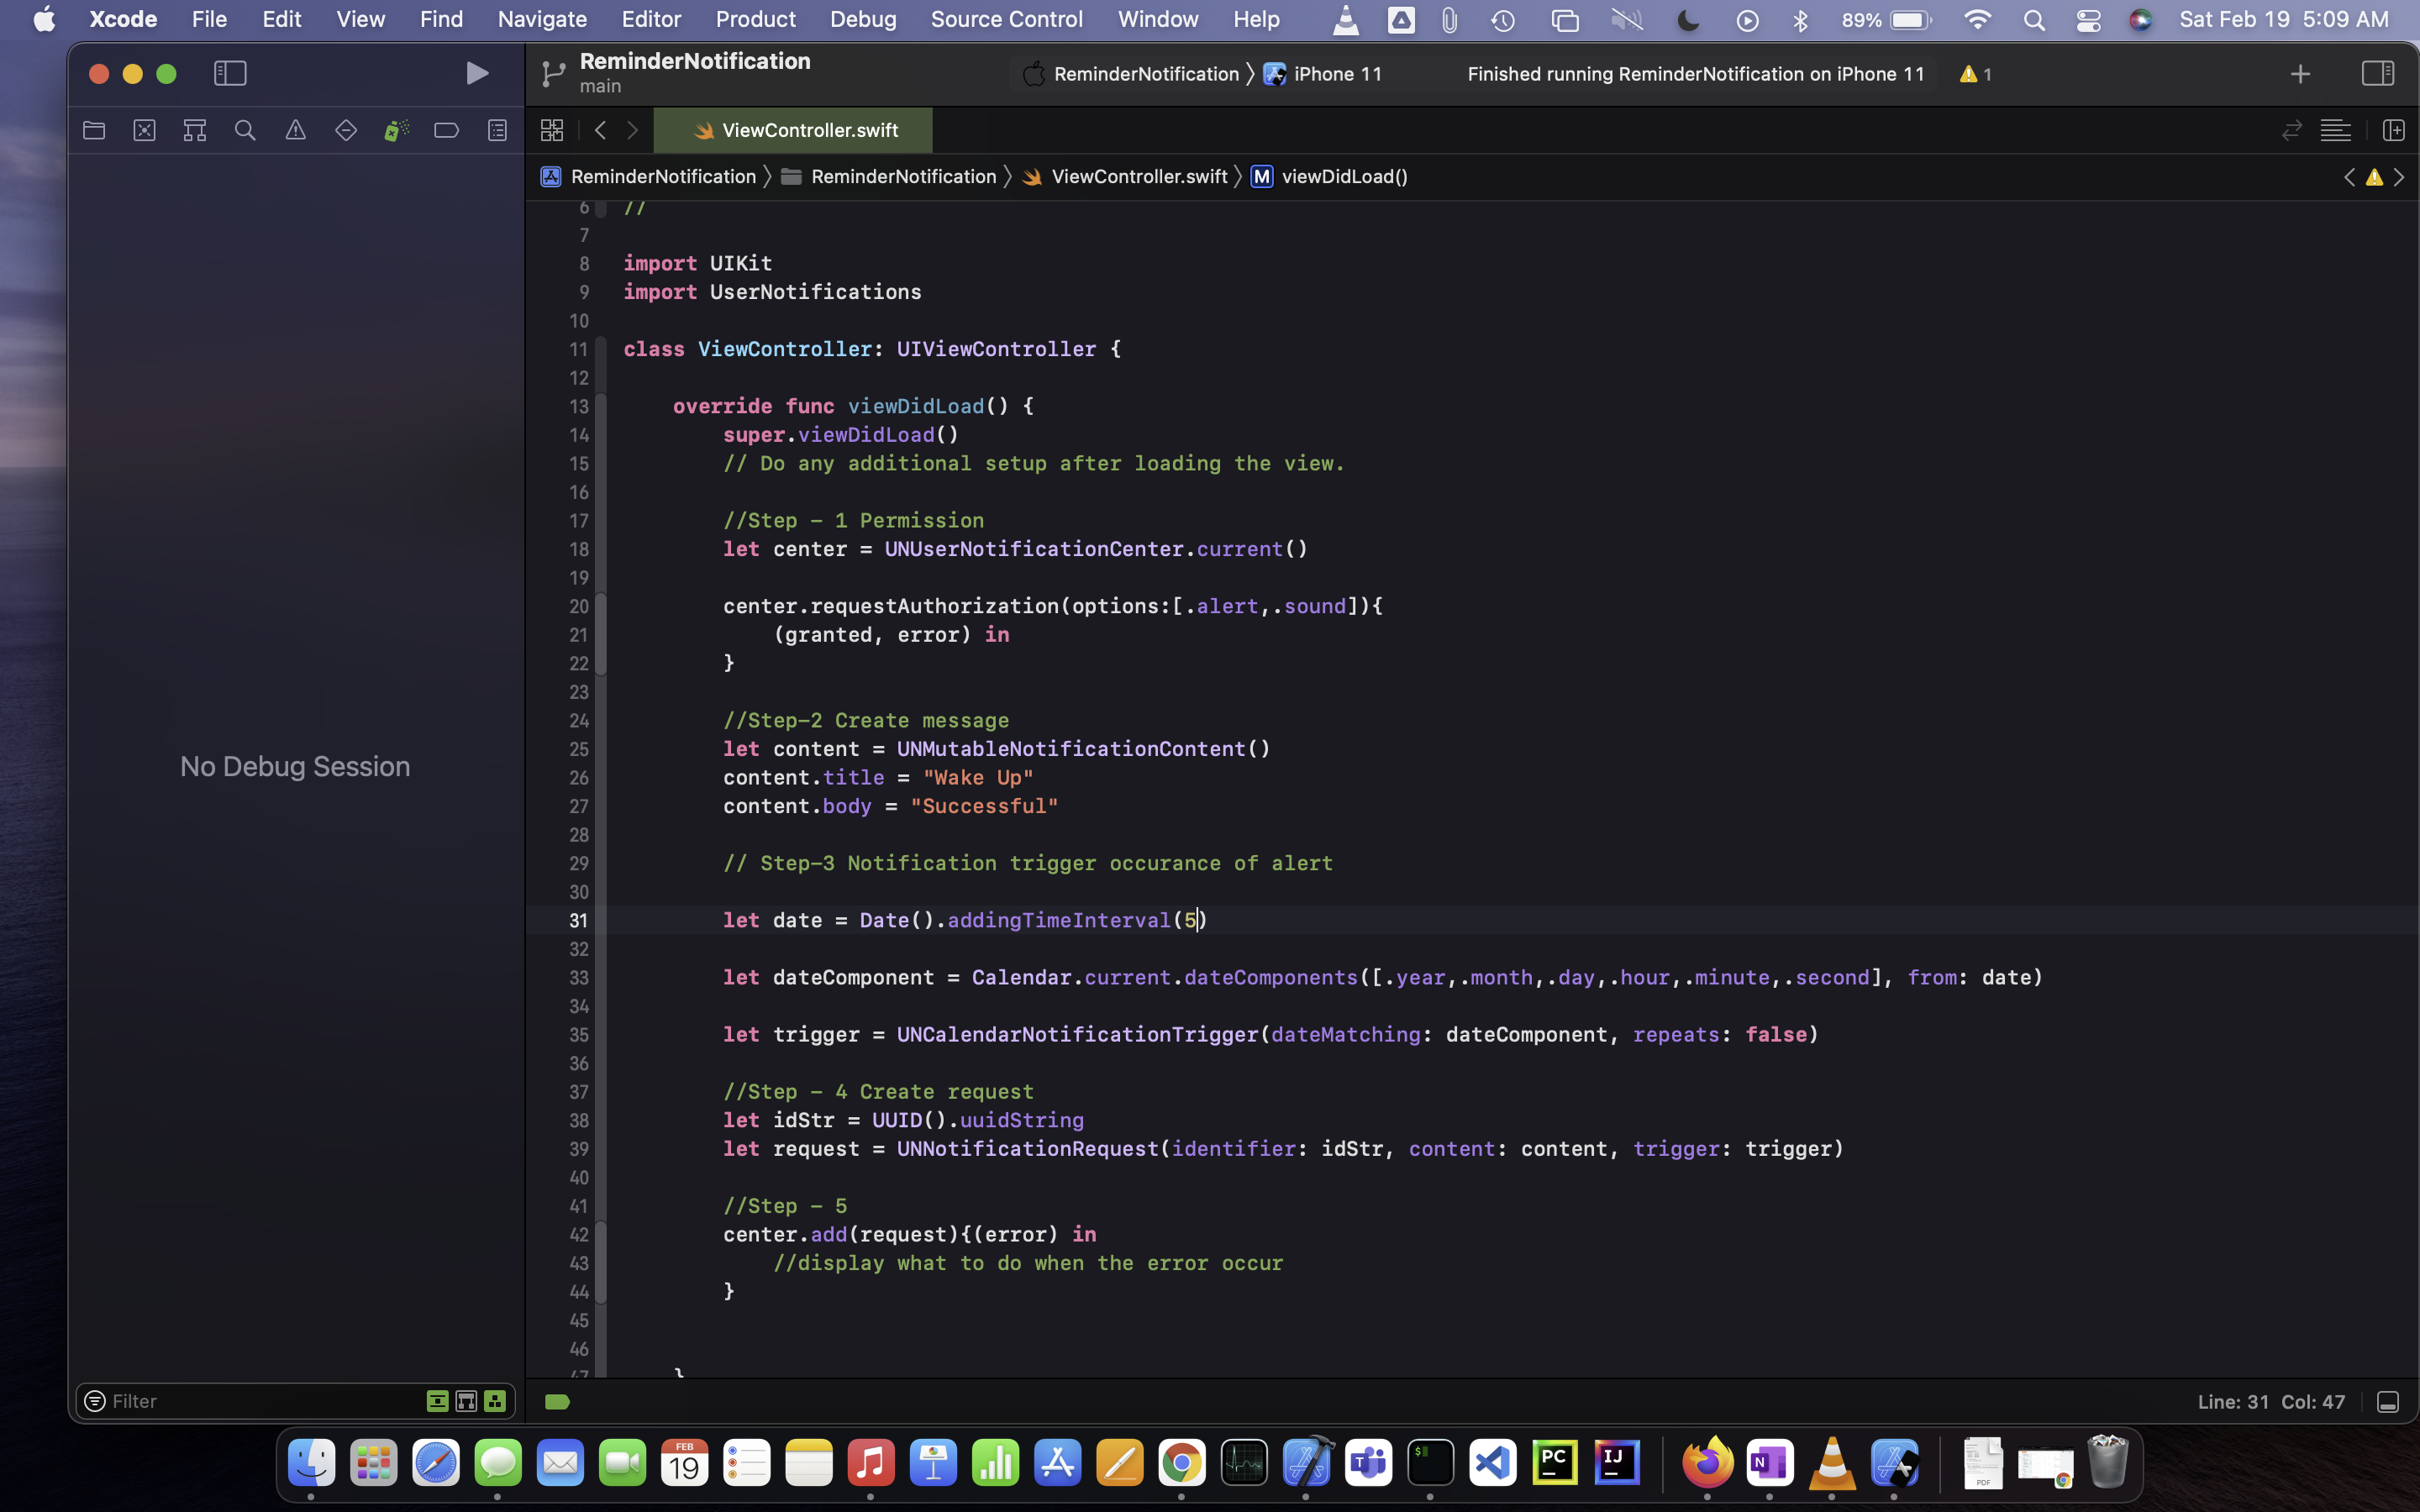 Xcode File Edit View Find Navigate Editor Product Debug Source Control Window Help 89% Sat Feb 19 5:09 AM
ReminderNotification
main
ReminderNotification 〉 iPhone 11 Finished running ReminderNotification on iPhone 11 1
ViewController.swift
ReminderNotification 〉 ReminderNotification 〉 ViewController.swift 〉 M viewDidLoad()
6 //
7
8 import UIKit
9 import UserNotifications
10
11 class ViewController: UIViewController {
12
13 override func viewDidLoad() {
14 super.viewDidLoad()
15 // Do any additional setup after loading the view.
16
17 //Step - 1 Permission
18 let center = UNUserNotificationCenter.current()
19
20 center.requestAuthorization(options:[.alert,.sound]){
21 (granted, error) in
22 }
23
24 //Step-2 Create message
25 let content = UNMutableNotificationContent()
26 content.title = "Wake Up"
27 content.body = "Successful"
28
29 // Step-3 Notification trigger occurance of alert
30
31 let date = Date().addingTimeInterval(5)
32
33 let dateComponent = Calendar.current.dateComponents([.year,.month,.day,.hour,.minute,.second], from: date)
34
35 let trigger = UNCalendarNotificationTrigger(dateMatching: dateComponent, repeats: false)
36
37 //Step - 4 Create request
38 let idStr = UUID().uuidString
39 let request = UNNotificationRequest(identifier: idStr, content: content, trigger: trigger)
40
41 //Step - 5
42 center.add(request){(error) in
43 //display what to do when the error occur
44 }
45
46
47 }
No Debug Session
Filter
Line: 31 Col: 47
FEB
19
$
PC
IJ
T
N
PDF